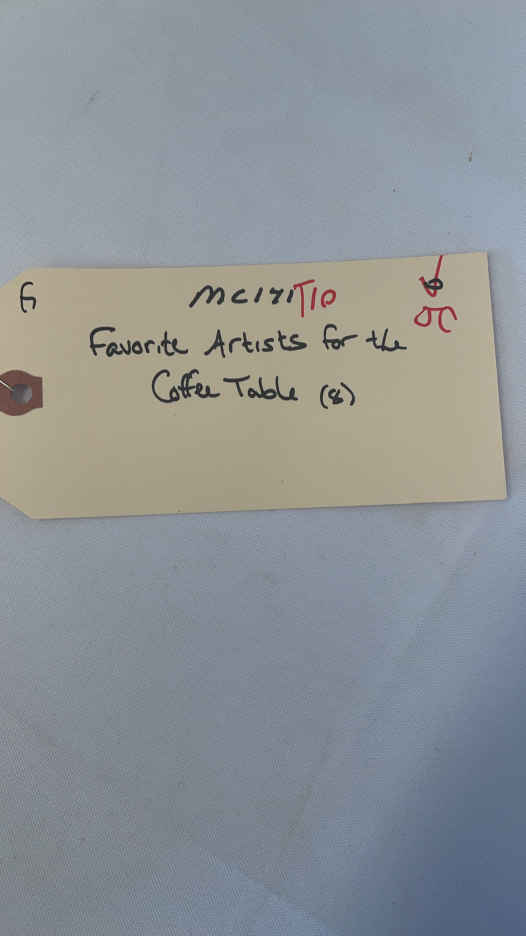 G
MC171T10
Favorite Artists for the
Coffee Table (8)